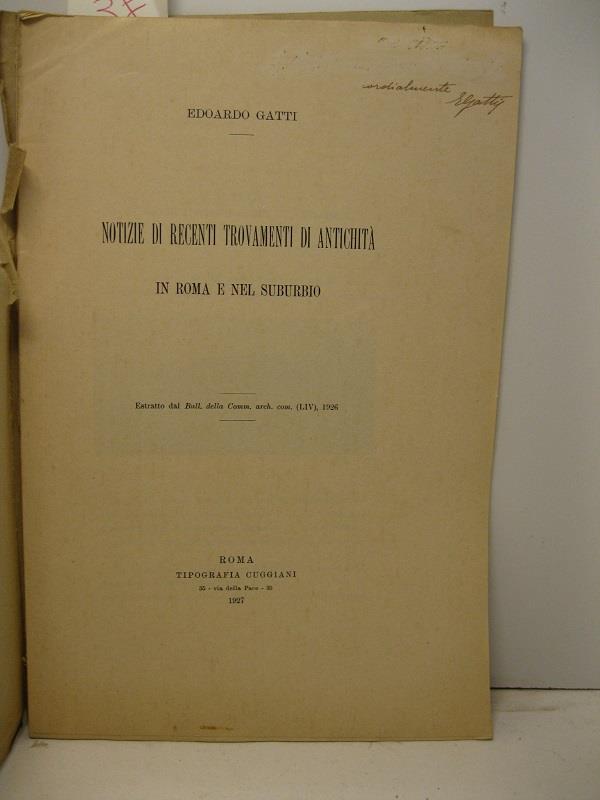 cordialmente
EGatti
EDOARDO GATTI
NOTIZIE DI RECENTI TROVAMENTI DI ANTICHITÀ
IN ROMA E NEL SUBURBIO
Estratto dal Bull. della Comm. arch. com. (LIV), 1926
ROMA
TIPOGRAFIA CUGGIANI
35 - via della Pace - 35
1927